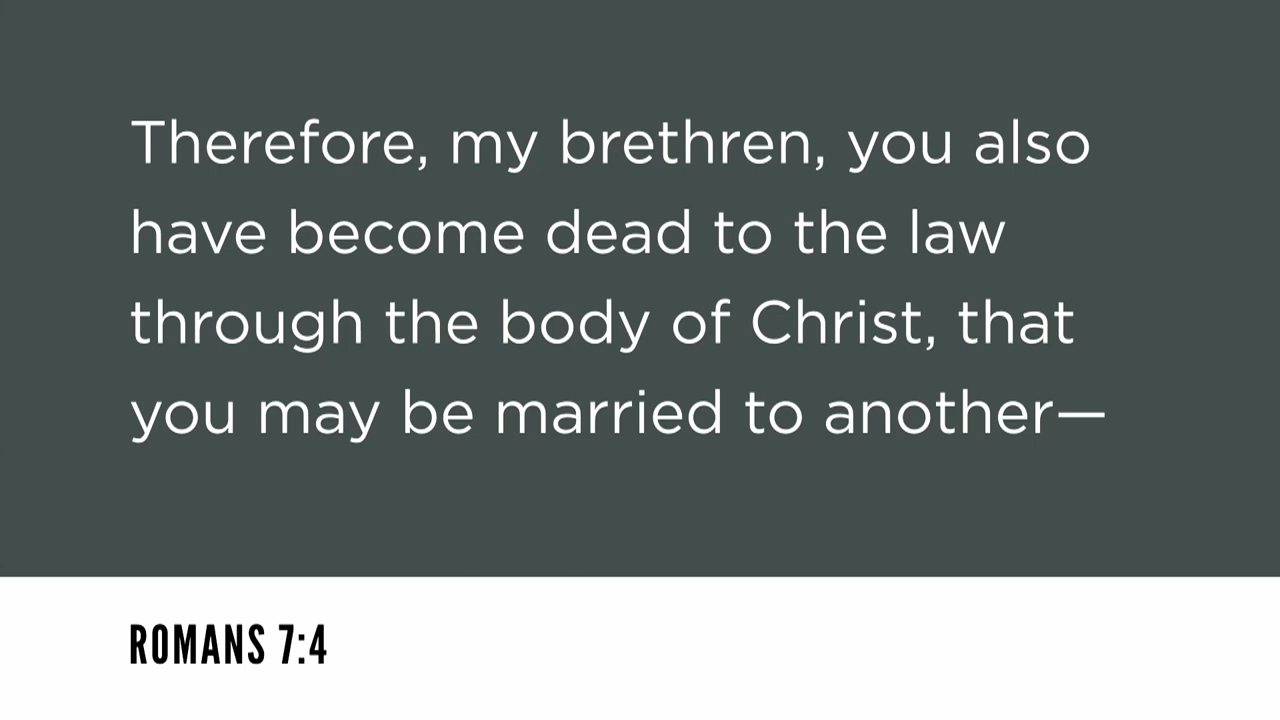 Therefore, my brethren, you also
have become dead to the law
through the body of Christ, that
you may be married to another—
ROMANS 7:4